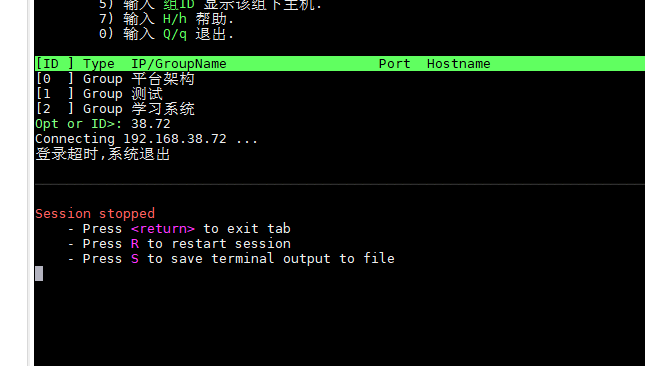 5) 输入 组ID 显示该组下主机.
7) 输入 H/h 帮助.
0) 输入 Q/q 退出.
[ID ] Type IP/GroupName Port Hostname
[0 ] Group 平台架构
[1 ] Group 测试
[2 ] Group 学习系统
Opt or ID>: 38.72
Connecting 192.168.38.72 ...
登录超时,系统退出
Session stopped
- Press <return> to exit tab
- Press R to restart session
- Press S to save terminal output to file